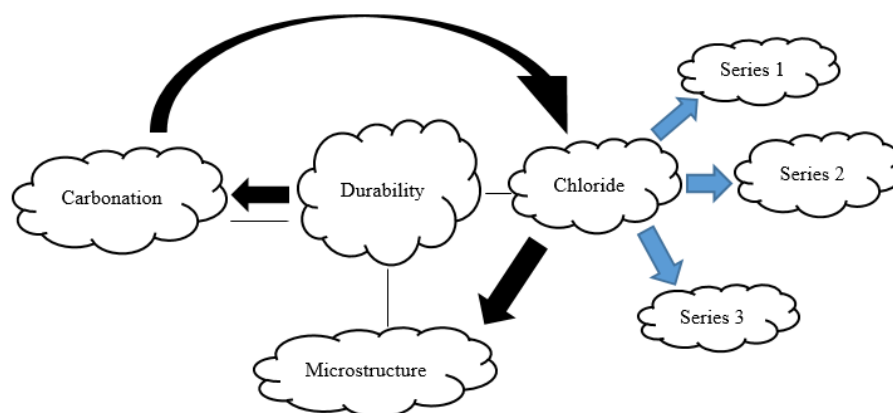 Series 1
Carbonation
Durability
Chloride
Series 2
Series 3
Microstructure